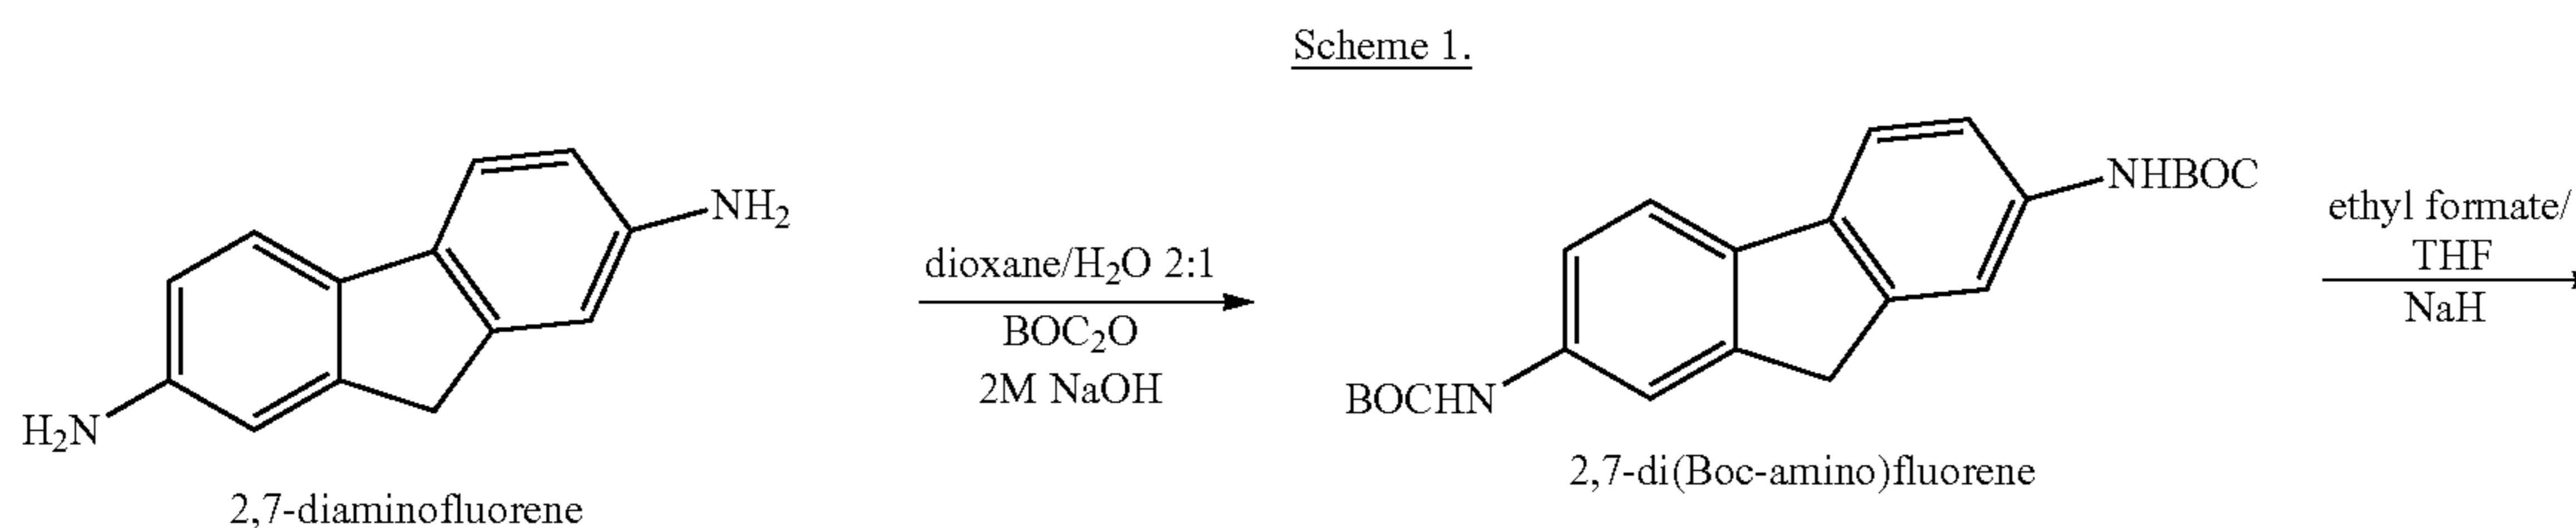 Scheme 1.
NH₂
H₂N
2,7-diaminofluorene
dioxane/H₂O 2:1
BOC₂O
2M NaOH
NHBOC
BOCHN
2,7-di(Boc-amino)fluorene
ethyl formate/
THF
NaH